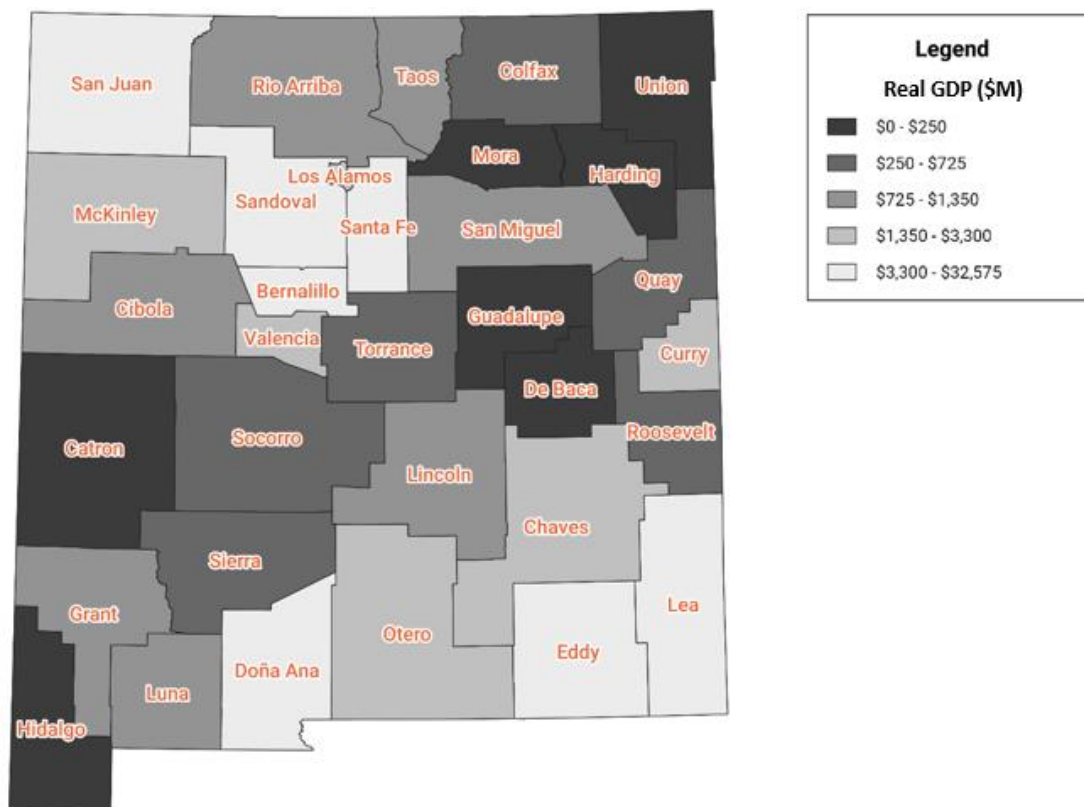 Legend
Real GDP ($M)
$0 - $250
$250 - $725
$725 - $1,350
$1,350 - $3,300
$3,300 - $32,575
San Juan
Rio Arriba
Taos
Colfax
Union
Mora
Harding
Los Alamos
Sandoval
McKinley
Santa Fe
San Miguel
Quay
Bernalillo
Cibola
Guadalupe
Valencia
Torrance
Curry
De Baca
Roosevelt
Socorro
Catron
Lincoln
Chaves
Sierra
Lea
Grant
Otero
Eddy
Doña Ana
Luna
Hidalgo